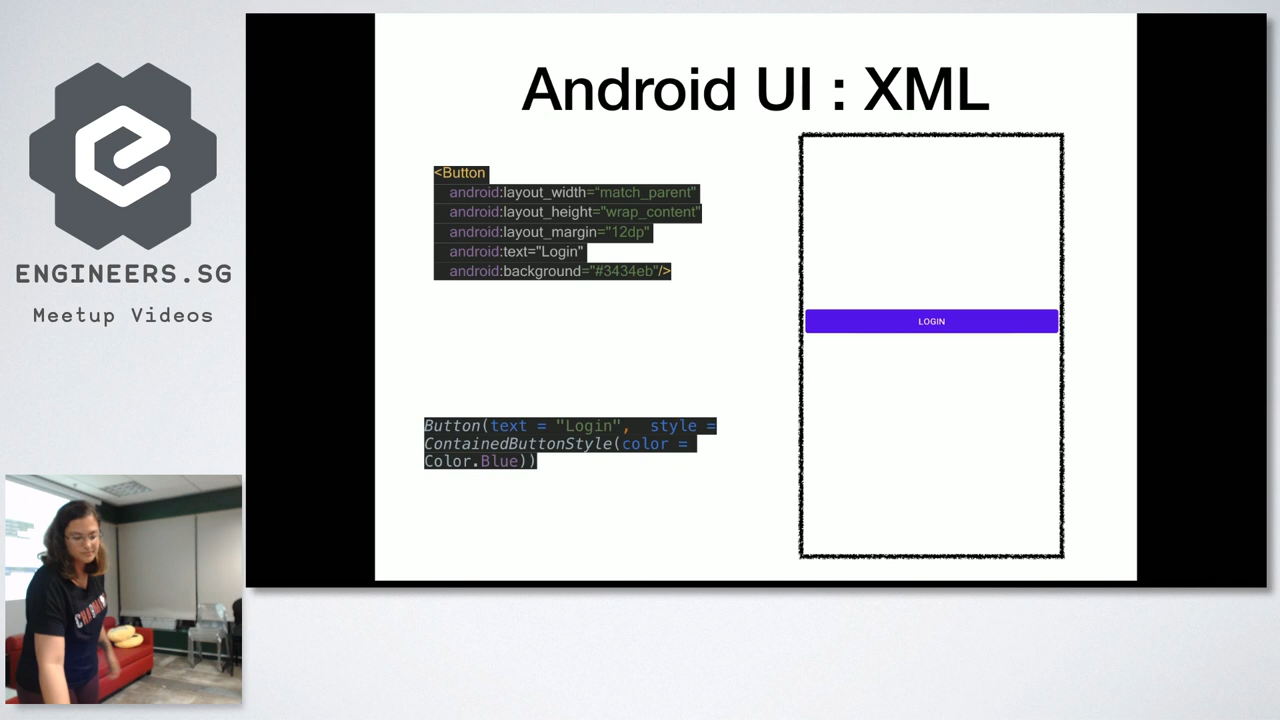 ENGINEERS.SG
Meetup Videos
Android UI : XML
<Button
android:layout_width="match_parent"
android:layout_height="wrap_content"
android:layout_margin="12dp"
android:text="Login"
android:background="#3434eb"/>
LOGIN
Button(text = "Login",  style =
ContainedButtonStyle(color =
Color.Blue))